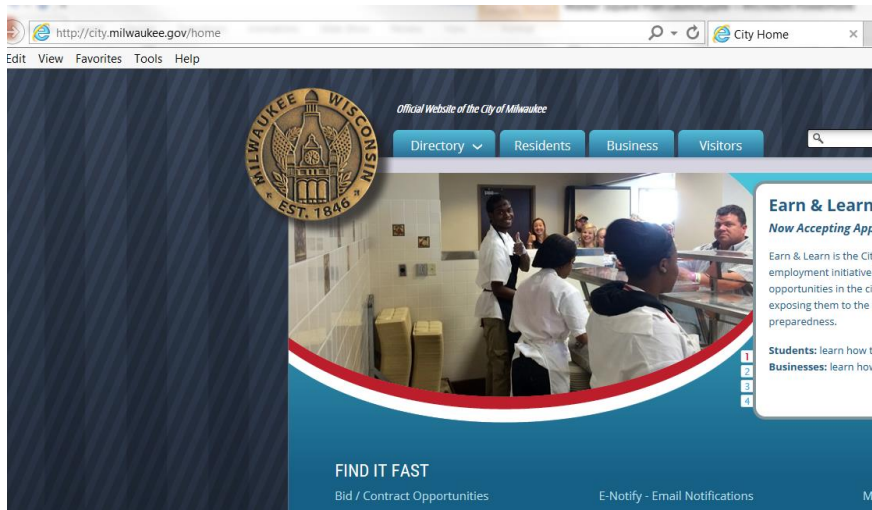 http://city.milwaukee.gov/home
City Home
Edit View Favorites Tools Help
MILWAUKEE WISCONSIN
EST. 1846
Official Website of the City of Milwaukee
Directory Residents Business Visitors
Earn & Learn
Now Accepting App
Earn & Learn is the Cit
employment initiative
opportunities in the ci
exposing them to the
preparedness.
Students: learn how t
Businesses: learn how
1
2
3
4
FIND IT FAST
Bid / Contract Opportunities E-Notify - Email Notifications M